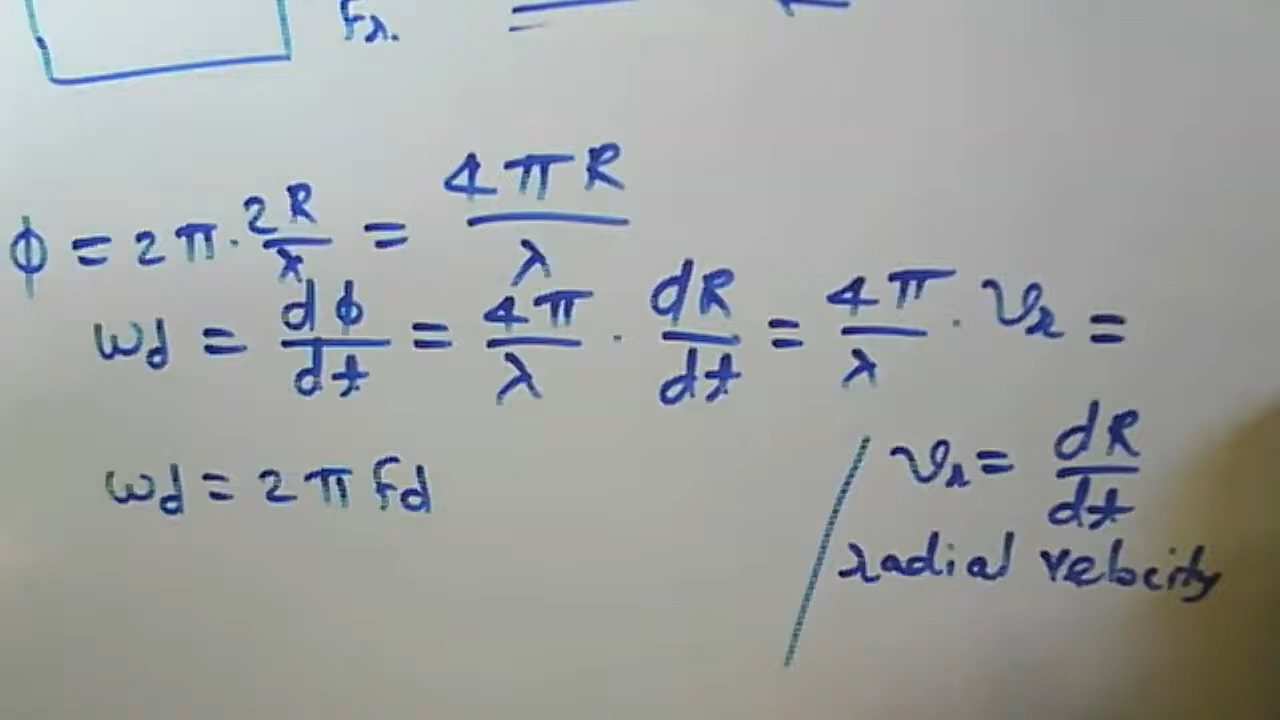 Fr.
ϕ = 2π · 2R/λ = 4πR/λ
ωd = dϕ/dt = 4π/λ · dR/dt = 4π/λ · vr =
ωd = 2π Fd
vr = dR/dt
radial velocity